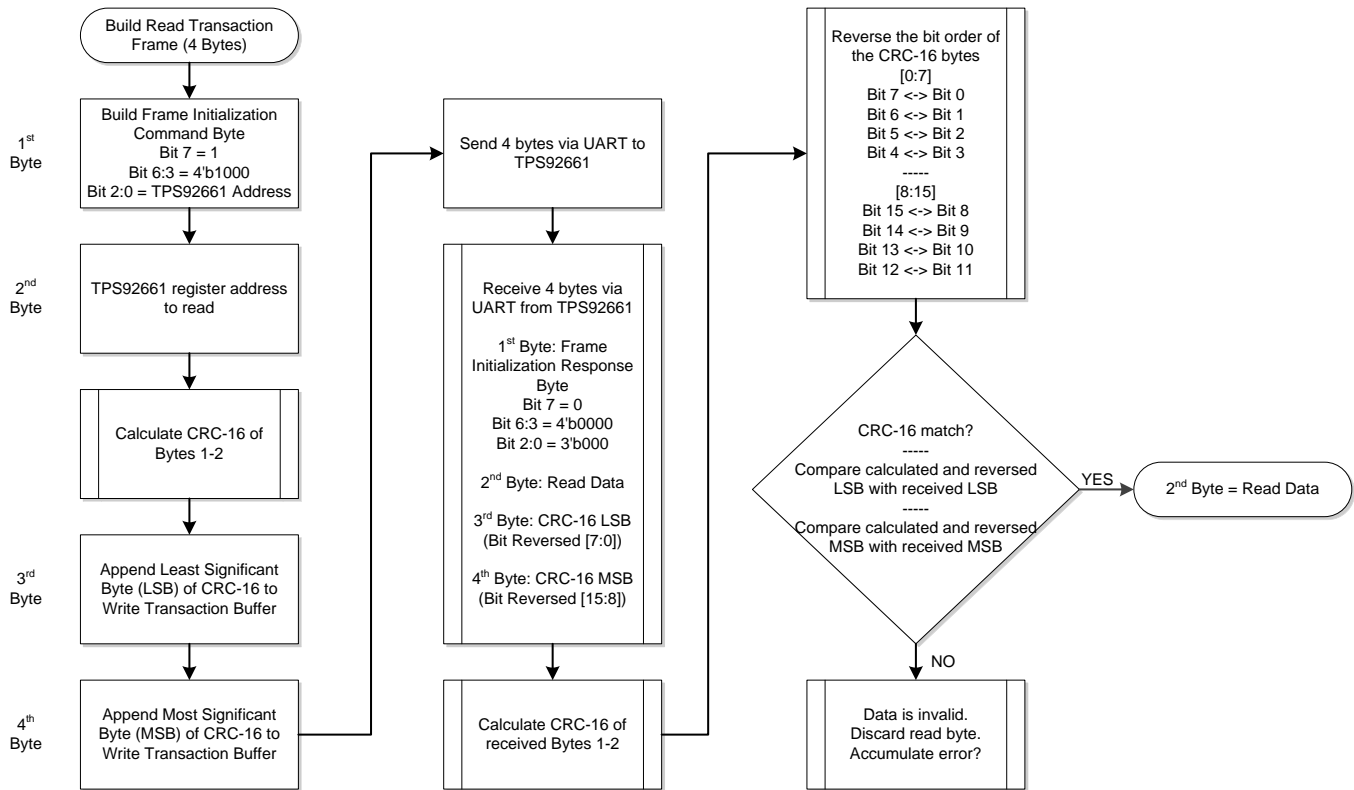 Build Read Transaction
Frame (4 Bytes)
1st
Byte
Build Frame Initialization
Command Byte
Bit 7 = 1
Bit 6:3 = 4'b1000
Bit 2:0 = TPS92661 Address
2nd
Byte
TPS92661 register address
to read
Calculate CRC-16 of
Bytes 1-2
3rd
Byte
Append Least Significant
Byte (LSB) of CRC-16 to
Write Transaction Buffer
4th
Byte
Append Most Significant
Byte (MSB) of CRC-16 to
Write Transaction Buffer
Send 4 bytes via UART to
TPS92661
Receive 4 bytes via
UART from TPS92661
1st Byte: Frame
Initialization Response
Byte
Bit 7 = 0
Bit 6:3 = 4'b0000
Bit 2:0 = 3'b000
2nd Byte: Read Data
3rd Byte: CRC-16 LSB
(Bit Reversed [7:0])
4th Byte: CRC-16 MSB
(Bit Reversed [15:8])
Calculate CRC-16 of
received Bytes 1-2
Reverse the bit order of
the CRC-16 bytes
[0:7]
Bit 7 <-> Bit 0
Bit 6 <-> Bit 1
Bit 5 <-> Bit 2
Bit 4 <-> Bit 3
-----
[8:15]
Bit 15 <-> Bit 8
Bit 14 <-> Bit 9
Bit 13 <-> Bit 10
Bit 12 <-> Bit 11
CRC-16 match?
-----
Compare calculated and reversed
LSB with received LSB
-----
Compare calculated and reversed
MSB with received MSB
YES
2nd Byte = Read Data
NO
Data is invalid.
Discard read byte.
Accumulate error?